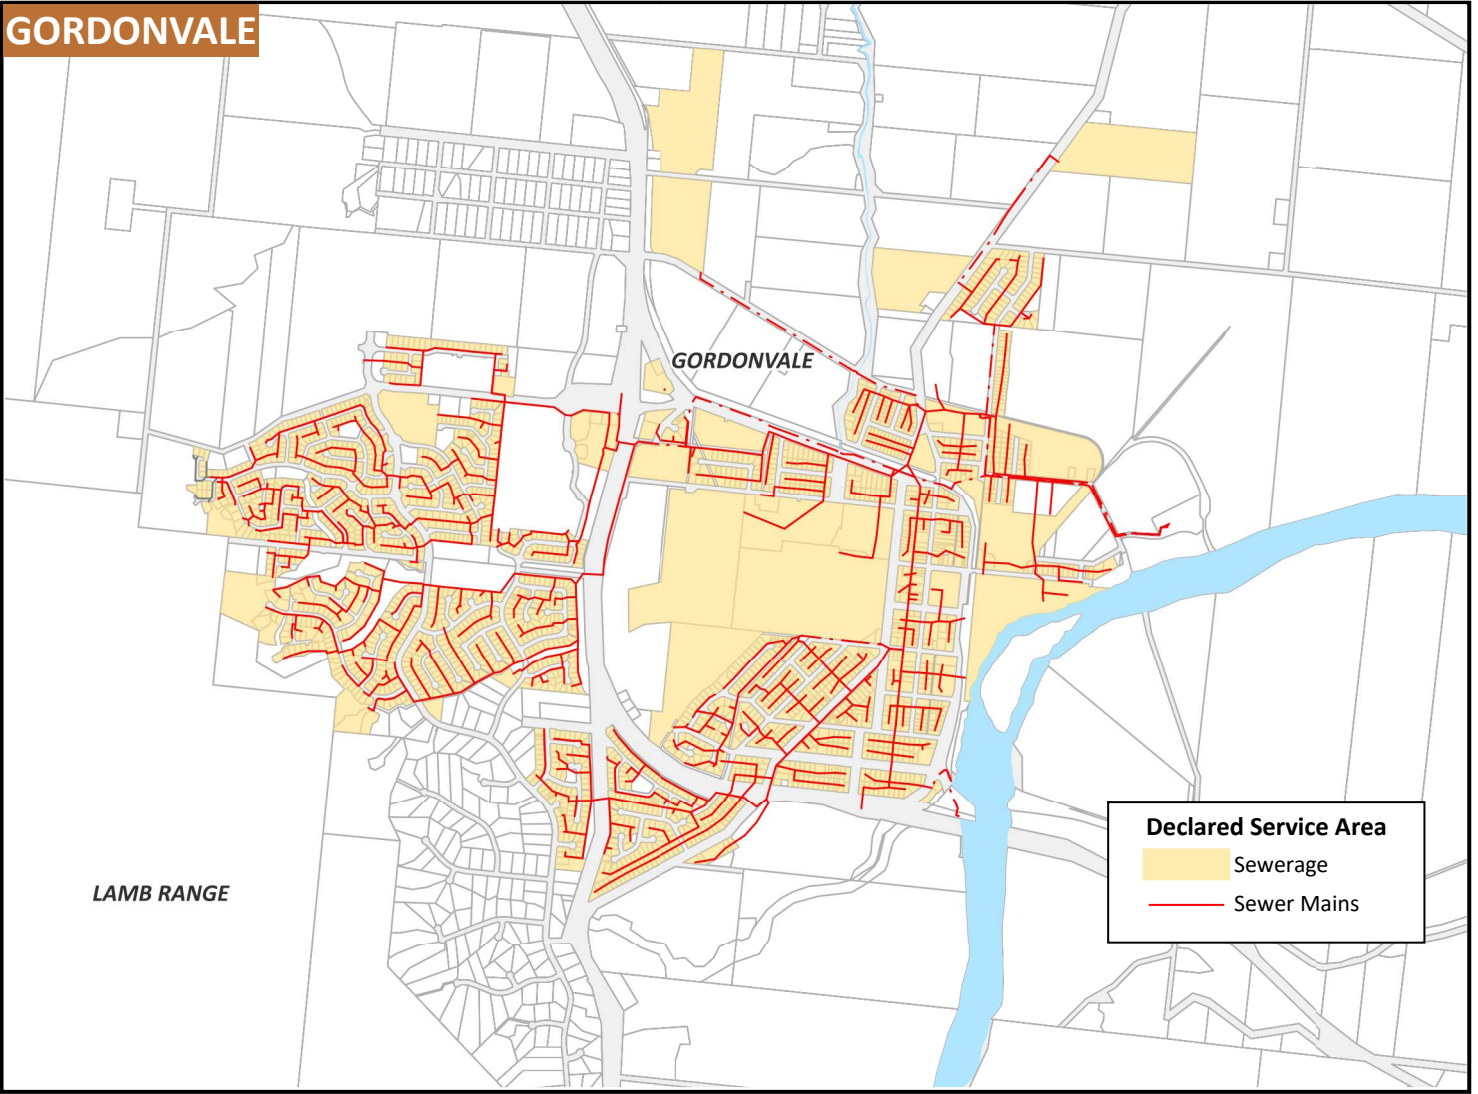 GORDONVALE
GORDONVALE
LAMB RANGE
Declared Service Area
Sewerage
Sewer Mains